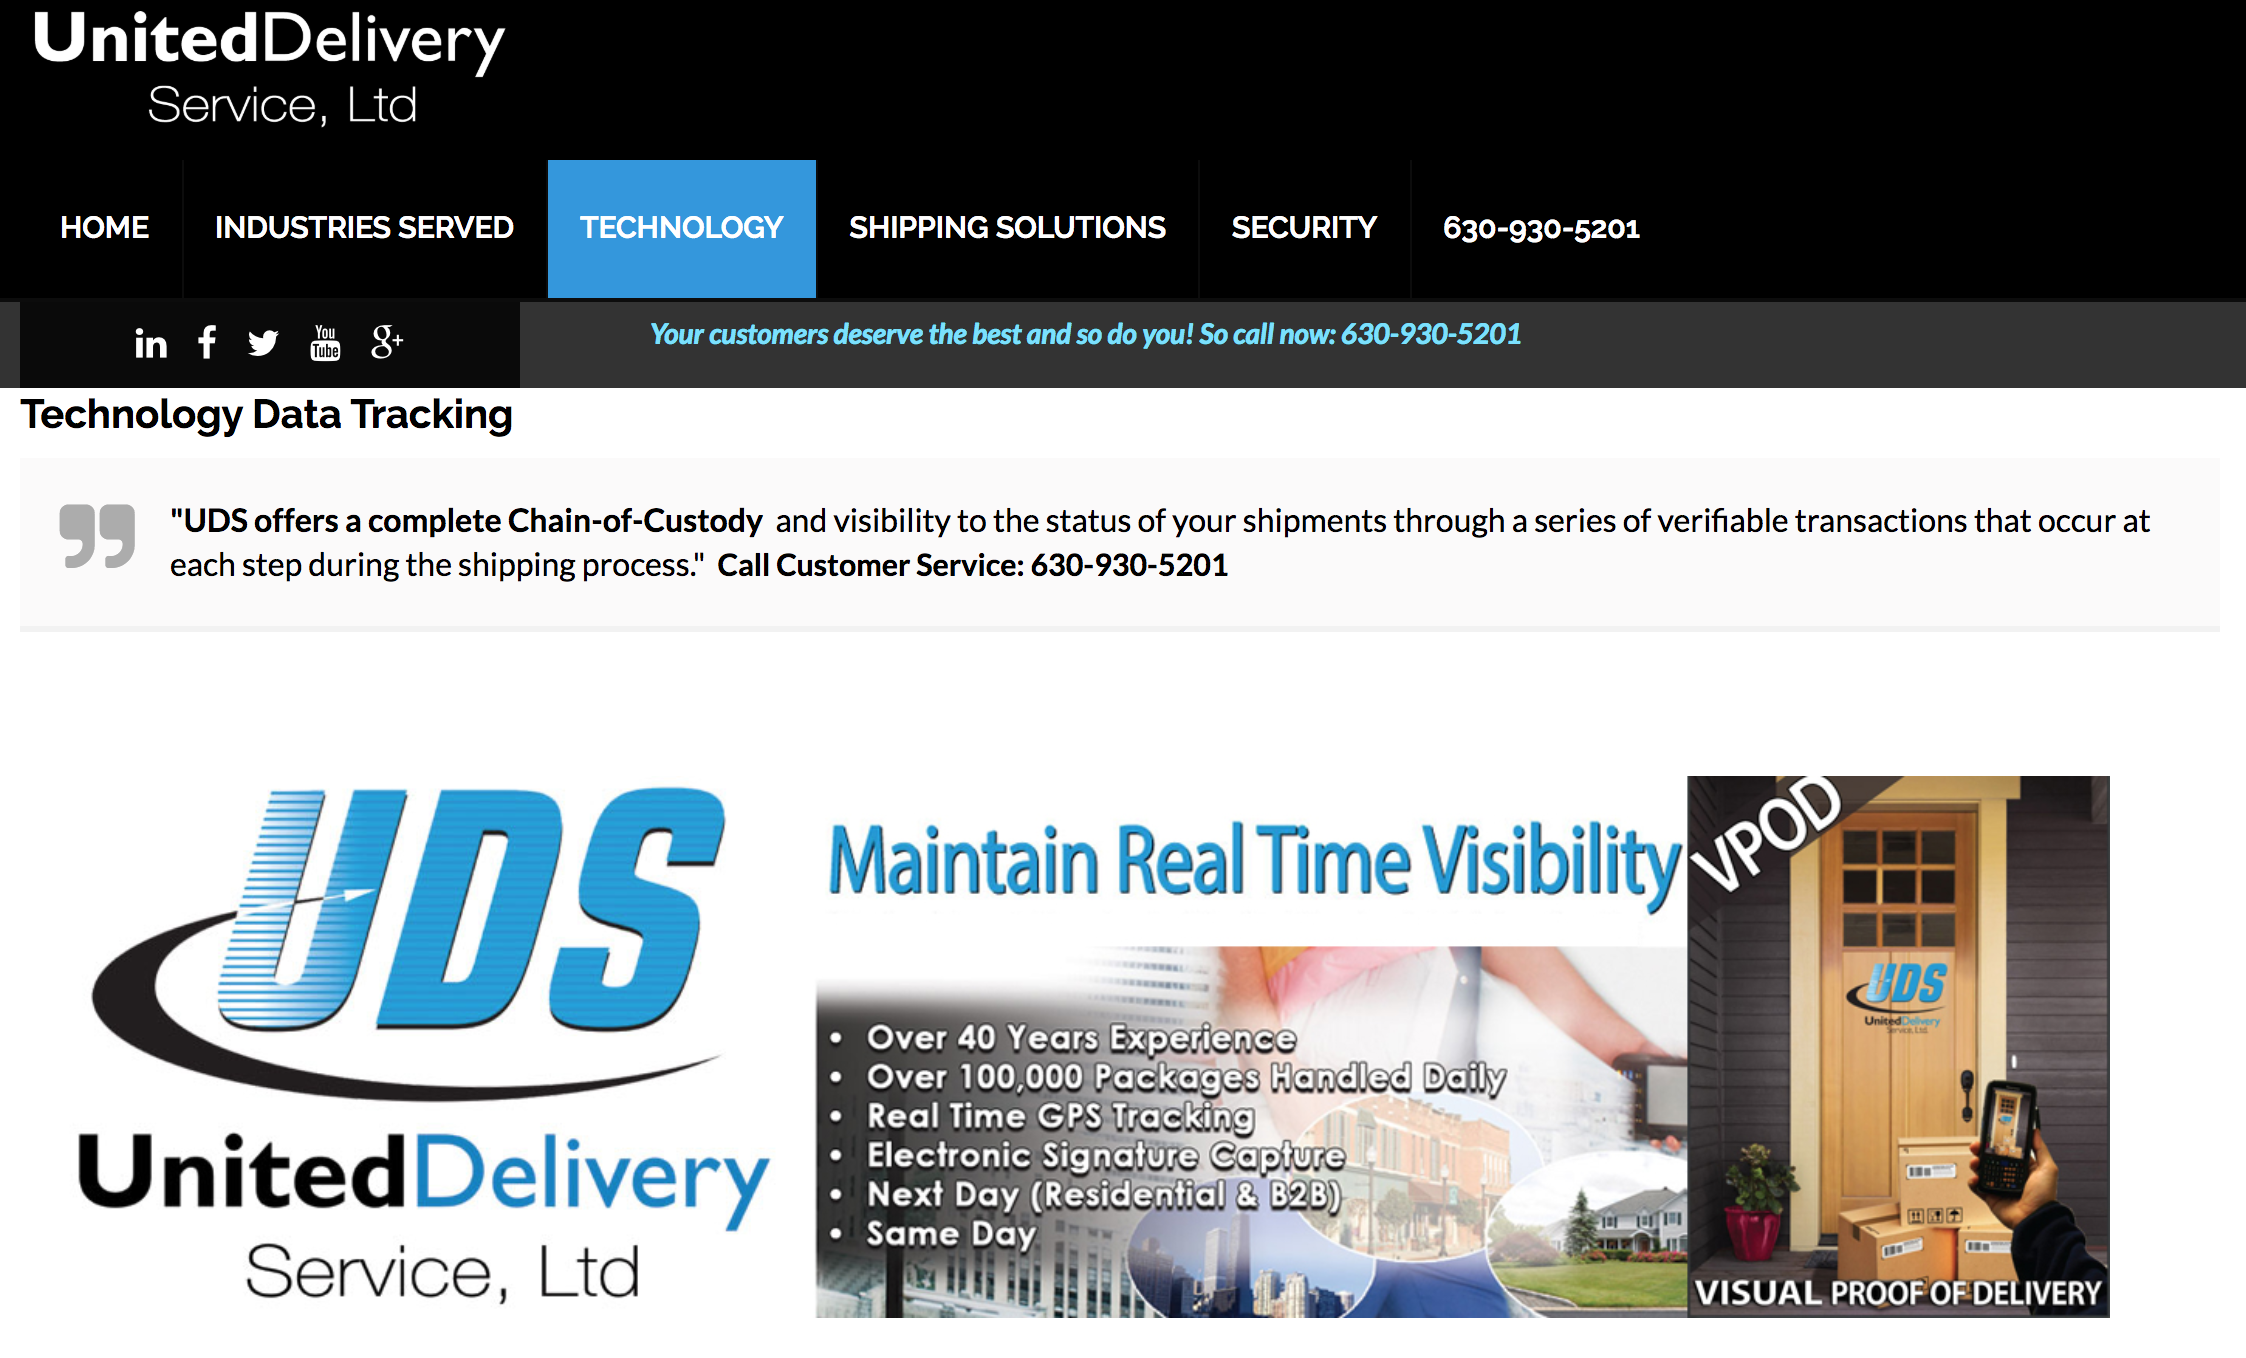 UnitedDelivery
Service, Ltd
HOME
INDUSTRIES SERVED
TECHNOLOGY
SHIPPING SOLUTIONS
SECURITY
630-930-5201
in f You Tube g+
Your customers deserve the best and so do you! So call now: 630-930-5201
Technology Data Tracking
"UDS offers a complete Chain-of-Custody and visibility to the status of your shipments through a series of verifiable transactions that occur at
each step during the shipping process." Call Customer Service: 630-930-5201
UDS
UnitedDelivery
Service, Ltd
Maintain Real Time Visibility
• Over 40 Years Experience
• Over 100,000 Packages Handled Daily
• Real Time GPS Tracking
• Electronic Signature Capture
• Next Day (Residential & B2B)
• Same Day
VPOD
UDS
UnitedDelivery
Service, Ltd.
VISUAL PROOF OF DELIVERY